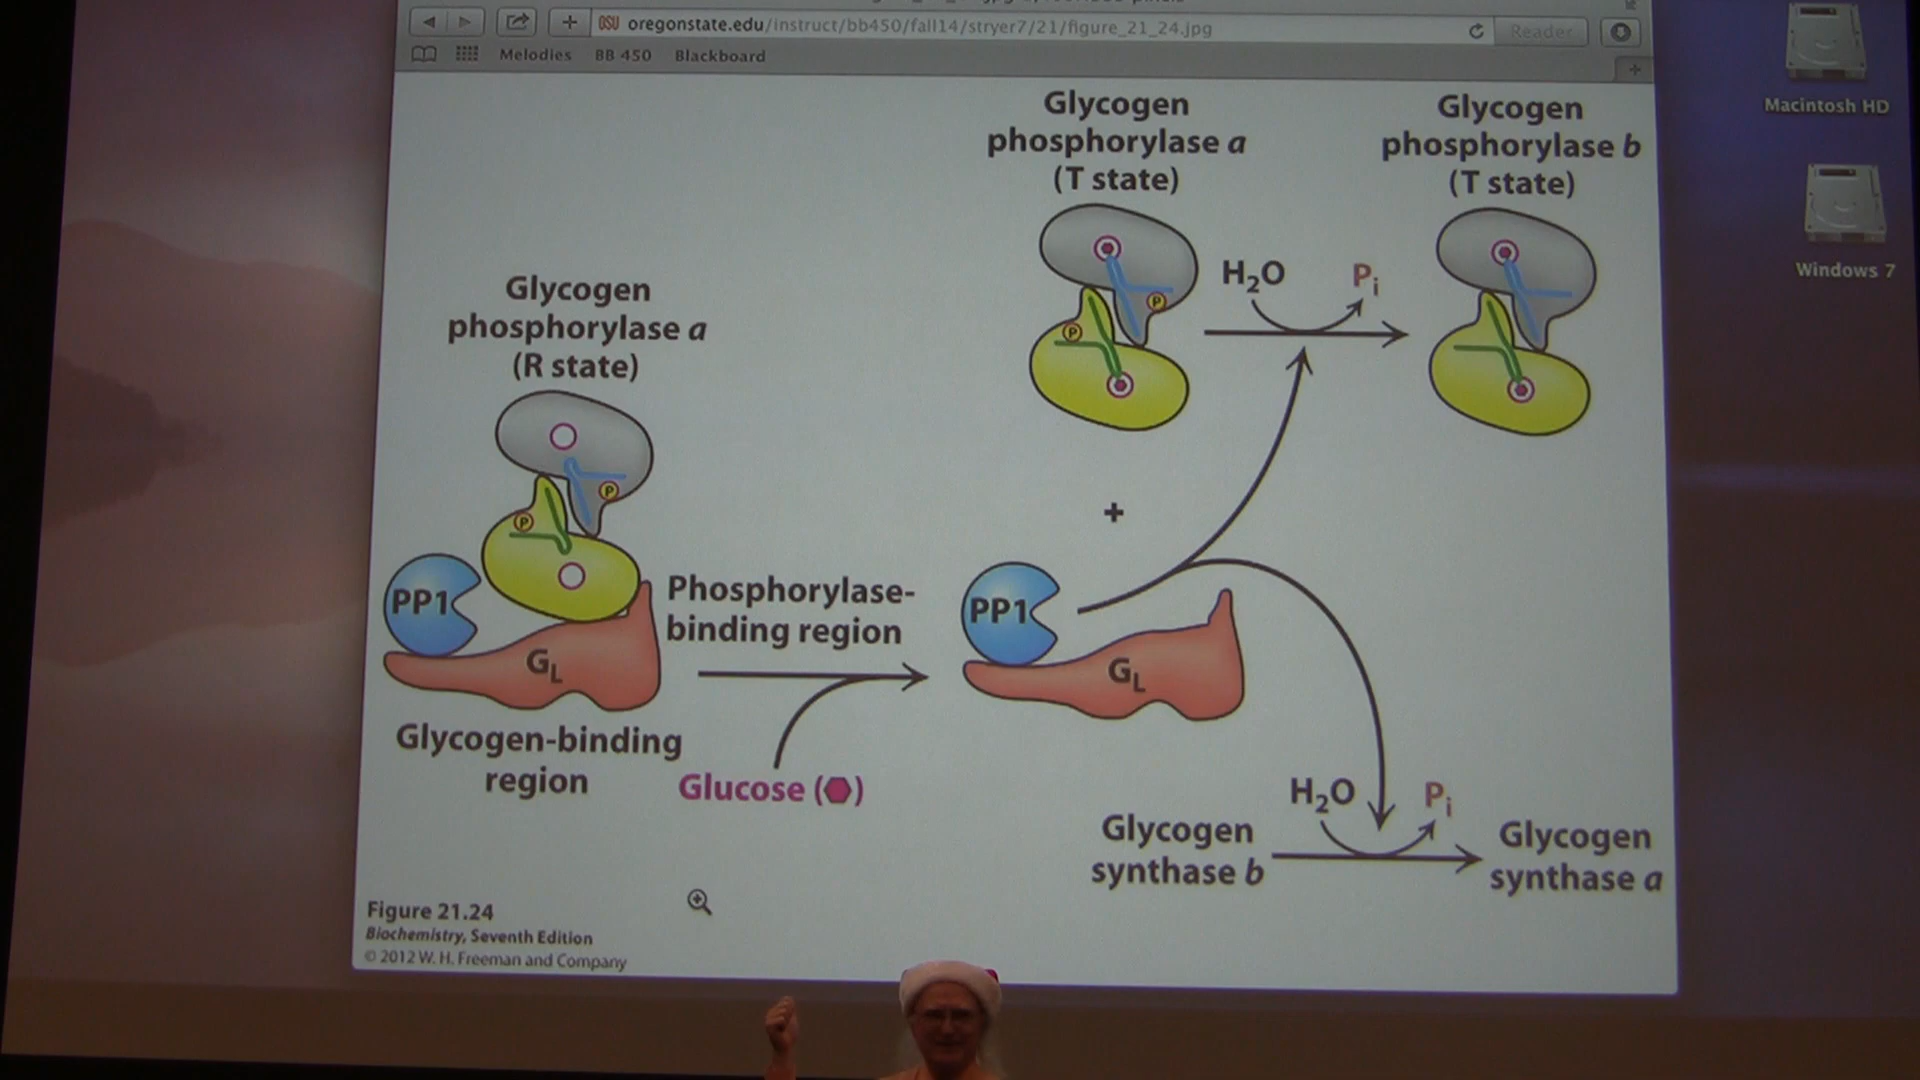 oregonstate.edu/instruct/bb450/fall14/stryer7/21/figure_21_24.jpg
Reader
Melodies BB 450 Blackboard
Macintosh HD
Windows 7
Glycogen
phosphorylase a
(T state)
Glycogen
phosphorylase b
(T state)
P
P
H₂O
Pᵢ
Glycogen
phosphorylase a
(R state)
P
P
PP1
G_L
Phosphorylase-
binding region
Glycogen-binding
region
Glucose ( )
+
PP1
G_L
H₂O
Pᵢ
Glycogen
synthase b
Glycogen
synthase a
Figure 21.24
Biochemistry, Seventh Edition
© 2012 W. H. Freeman and Company